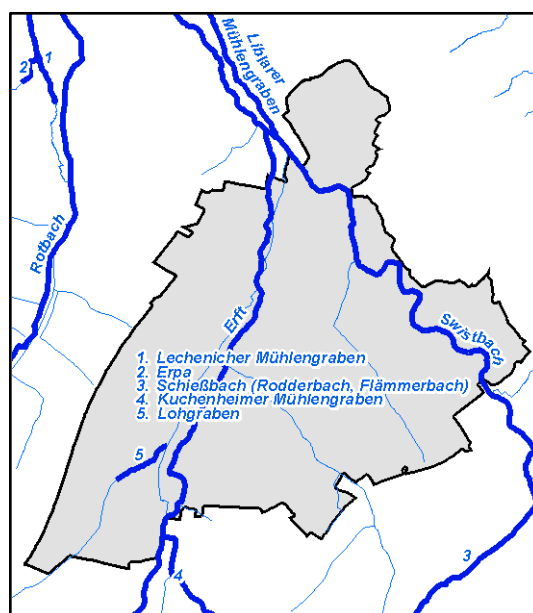 2
1
Liblarer
Mühlengraben
Rotbach
Erft
Swistbach
1. Lechenicher Mühlengraben
2. Erpa
3. Schießbach (Rodderbach, Flämmerbach)
4. Kuchenheimer Mühlengraben
5. Lohgraben
5
3
4